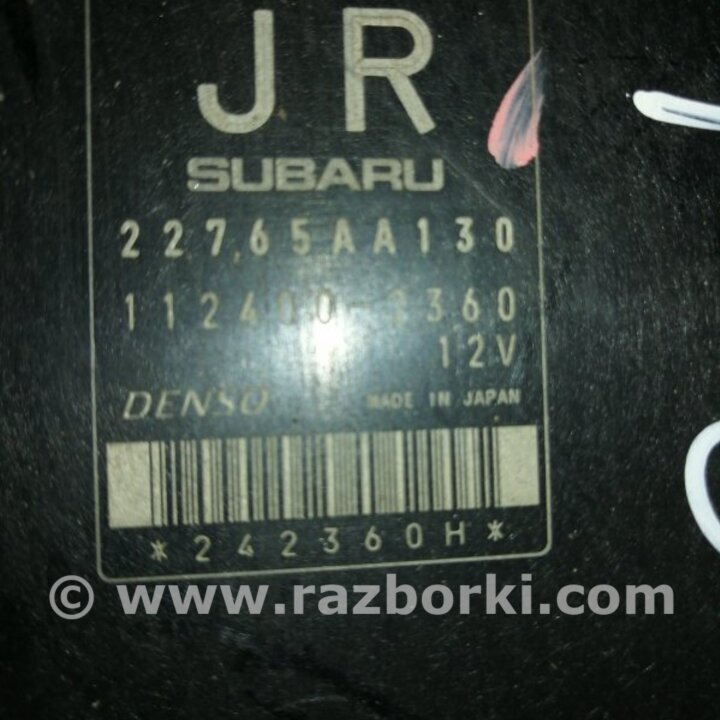 JR
SUBARU
22765AA130
12V
DENSO MADE IN JAPAN
*242360H*
© www.razborki.com